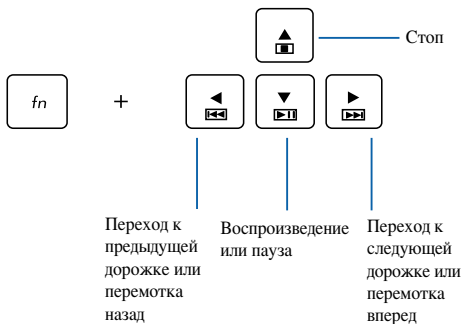 Стоп
fn
+
Переход к
предыдущей
дорожке или
перемотка
назад
Воспроизведение
или пауза
Переход к
следующей
дорожке или
перемотка
вперед